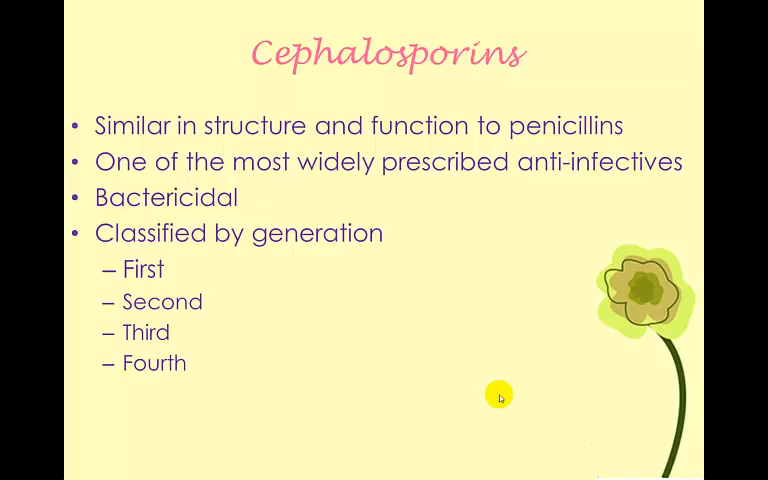 Cephalosporins
• Similar in structure and function to penicillins
• One of the most widely prescribed anti-infectives
• Bactericidal
• Classified by generation
– First
– Second
– Third
– Fourth